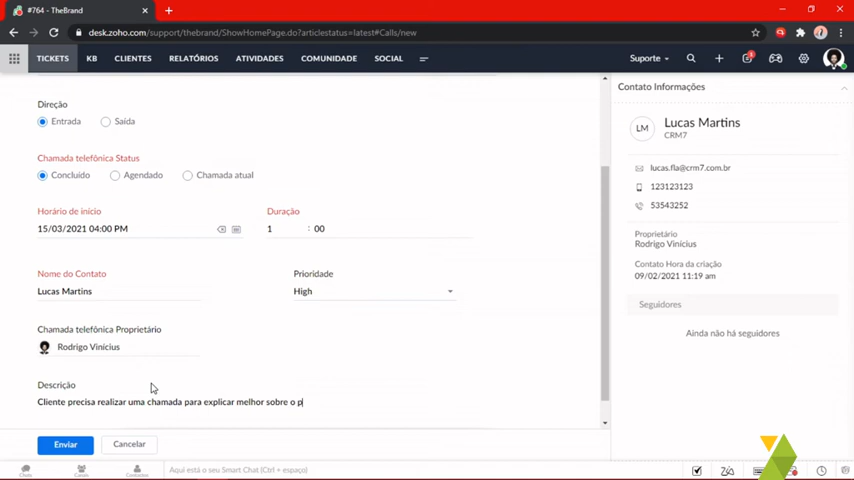 #764 - TheBrand
desk.zoho.com/support/thebrand/ShowHomePage.do?articlestatus=latest#Calls/new
TICKETS KB CLIENTES RELATÓRIOS ATIVIDADES COMUNIDADE SOCIAL Suporte
Direção
Entrada Saída
Chamada telefônica Status
Concluído Agendado Chamada atual
Horário de início Duração
15/03/2021 04:00 PM 1 : 00
Nome do Contato Prioridade
Lucas Martins High
Chamada telefônica Proprietário
Rodrigo Vinícius
Descrição
Cliente precisa realizar uma chamada para explicar melhor sobre o p
Enviar Cancelar
Contato Informações
LM Lucas Martins
CRM7
lucas.fla@crm7.com.br
123123123
53543252
Proprietário
Rodrigo Vinícius
Contato Hora da criação
09/02/2021 11:19 am
Seguidores
Ainda não há seguidores
Chats Canais Contactos Aqui está o seu Smart Chat (Ctrl + espaço)